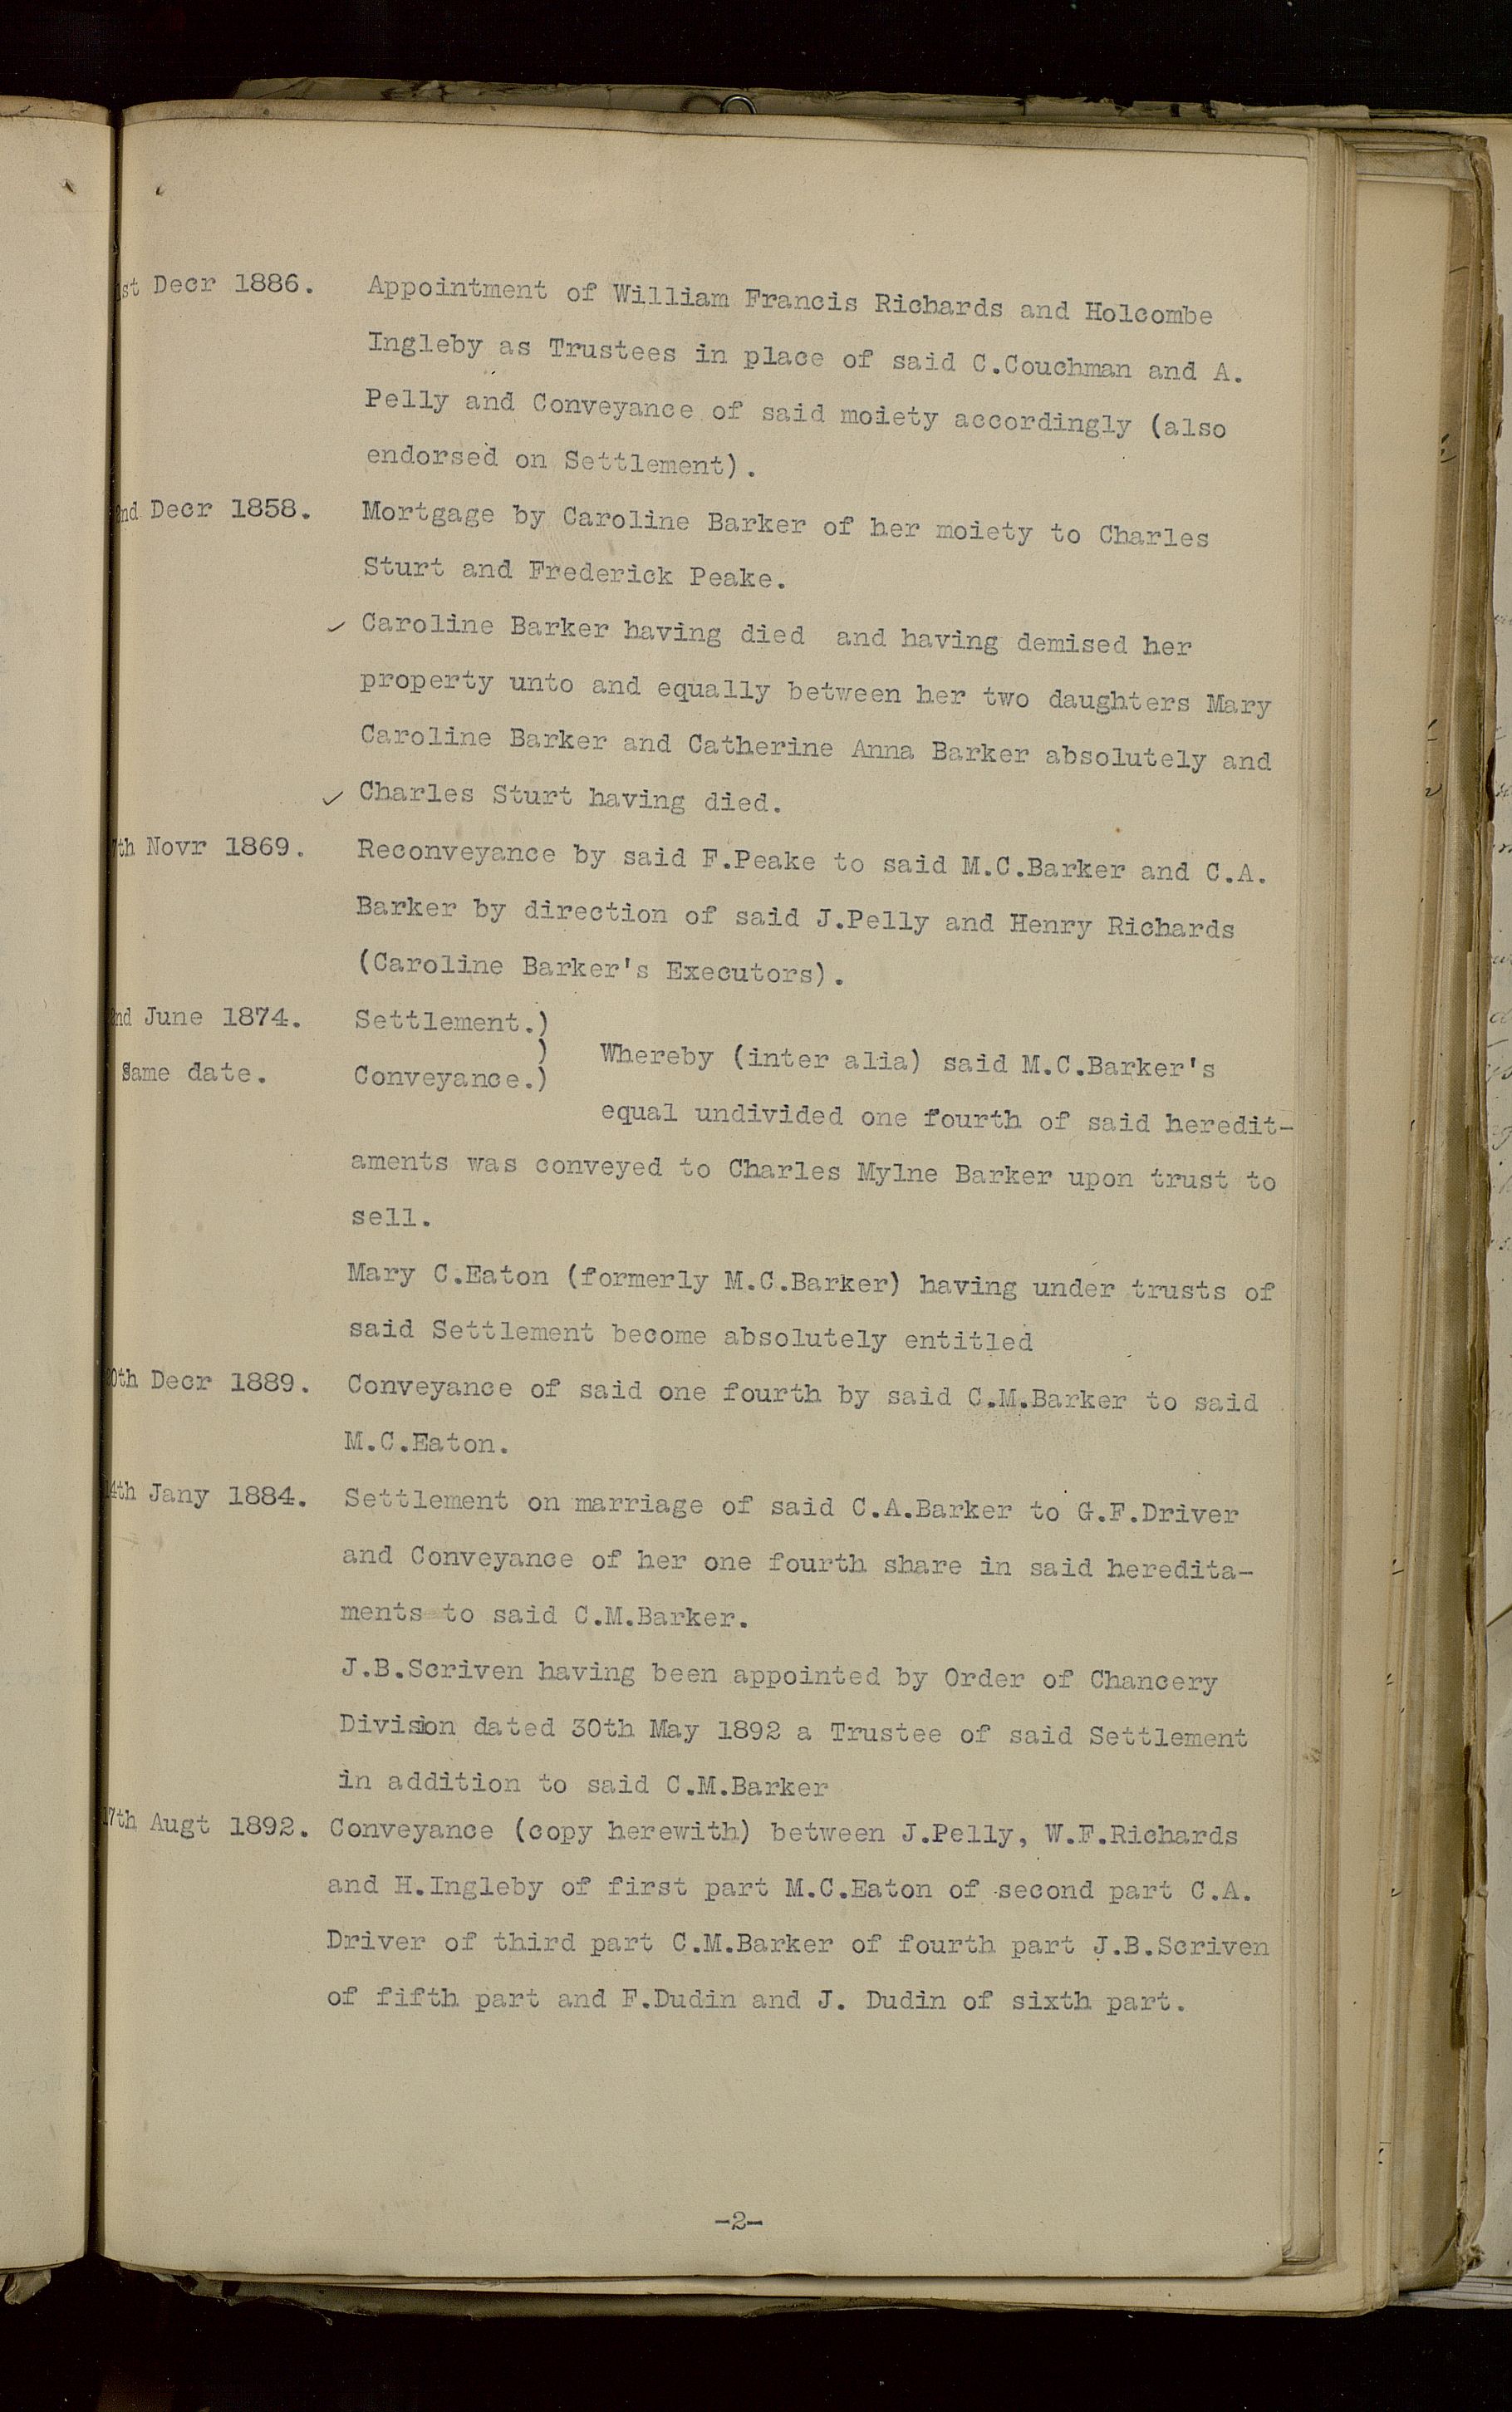 1st Decr 1886. Appointment of William Francis Richards and Holcombe
Ingleby as Trustees in place of said C.Couchman and A.
Pelly and Conveyance of said moiety accordingly (also
endorsed on Settlement).
2nd Decr 1858. Mortgage by Caroline Barker of her moiety to Charles
Sturt and Frederick Peake.
✓ Caroline Barker having died and having demised her
property unto and equally between her two daughters Mary
Caroline Barker and Catherine Anna Barker absolutely and
✓ Charles Sturt having died.
7th Novr 1869. Reconveyance by said F.Peake to said M.C.Barker and C.A.
Barker by direction of said J.Pelly and Henry Richards
(Caroline Barker's Executors).
2nd June 1874. Settlement.)
) Whereby (inter alia) said M.C.Barker's
Same date. Conveyance.)
equal undivided one fourth of said heredit-
aments was conveyed to Charles Mylne Barker upon trust to
sell.
Mary C.Eaton (formerly M.C.Barker) having under trusts of
said Settlement become absolutely entitled
30th Decr 1889. Conveyance of said one fourth by said C.M.Barker to said
M.C.Eaton.
14th Jany 1884. Settlement on marriage of said C.A.Barker to G.F.Driver
and Conveyance of her one fourth share in said heredita-
ments to said C.M.Barker.
J.B.Scriven having been appointed by Order of Chancery
Division dated 30th May 1892 a Trustee of said Settlement
in addition to said C.M.Barker
17th Augt 1892. Conveyance (copy herewith) between J.Pelly, W.F.Richards
and H.Ingleby of first part M.C.Eaton of second part C.A.
Driver of third part C.M.Barker of fourth part J.B.Scriven
of fifth part and F.Dudin and J. Dudin of sixth part.
-2-